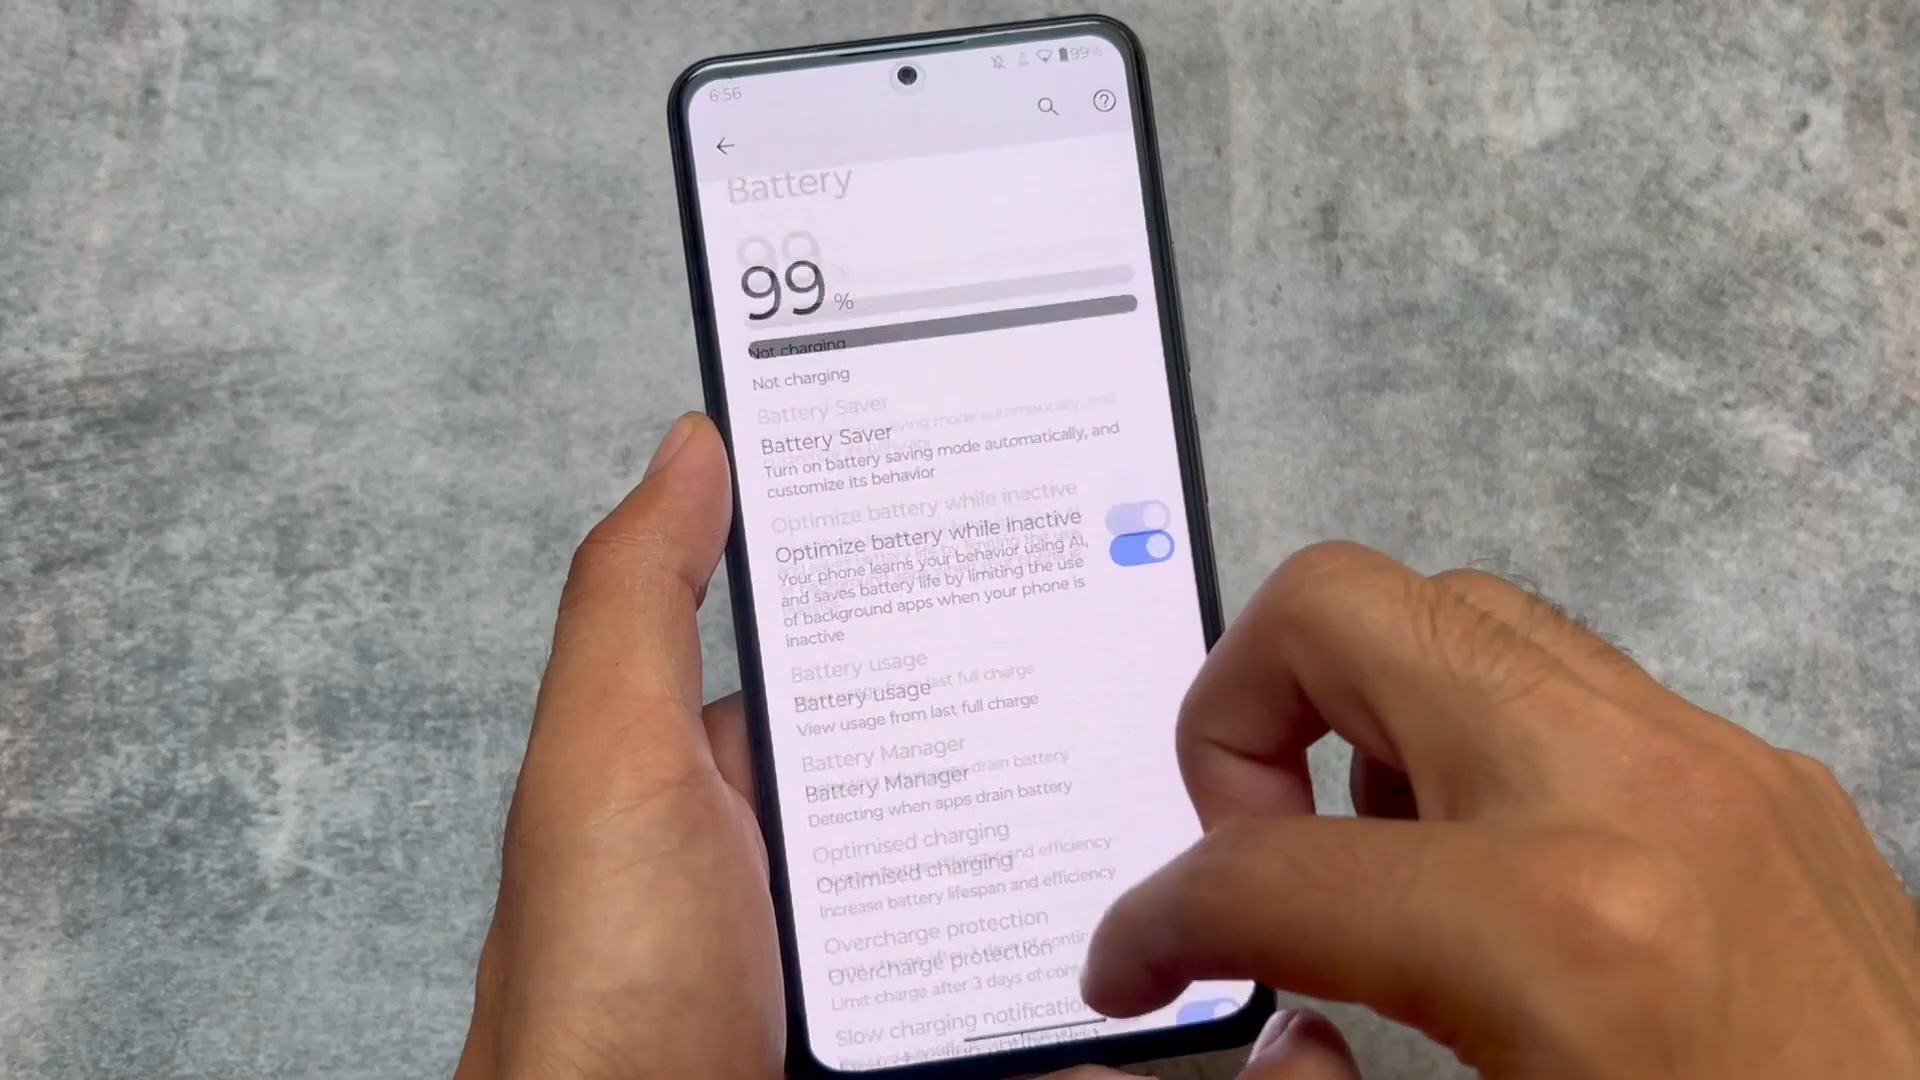 6:56
99%
Battery
99 %
Not charging
Battery Saver
Turn on battery saving mode automatically, and
customize its behavior
Optimize battery while inactive
Your phone learns your behavior using AI,
and saves battery life by limiting the use
of background apps when your phone is
inactive
Battery usage
View usage from last full charge
Battery Manager
Detecting when apps drain battery
Optimised charging
Increase battery lifespan and efficiency
Overcharge protection
Limit charge after 3 days of
Slow charging notification